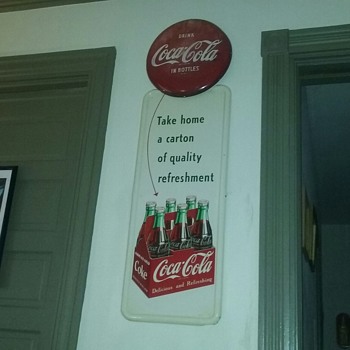 DRINK
Coca-Cola
IN BOTTLES
Take home
a carton
of quality
refreshment
Coke
Coca-Cola
Delicious and Refreshing